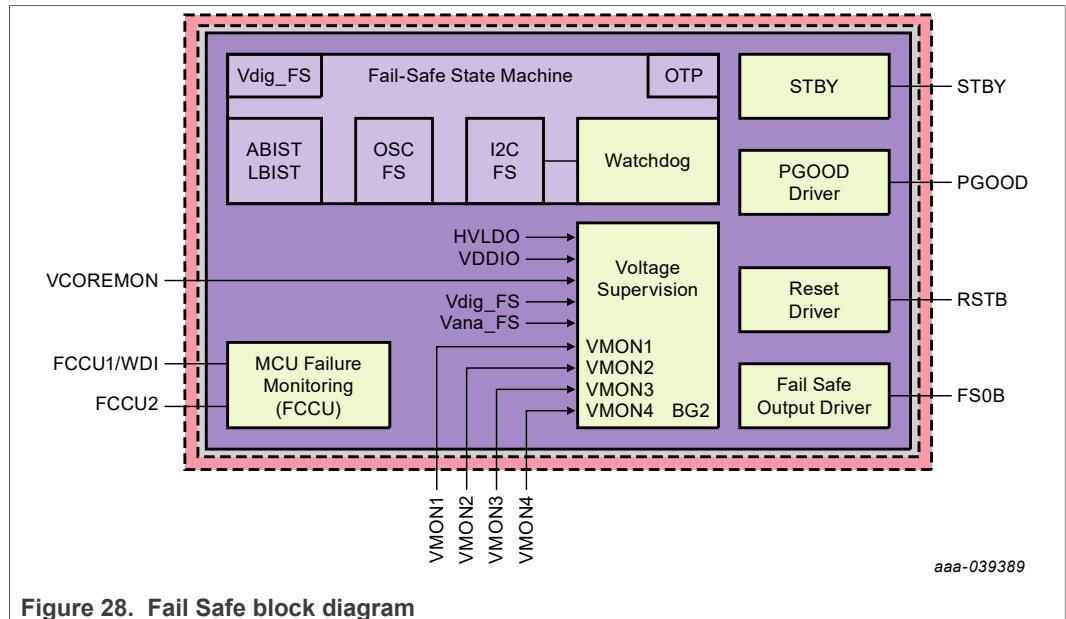 Vdig_FS
Fail-Safe State Machine
OTP
ABIST
LBIST
OSC
FS
I2C
FS
Watchdog
STBY
STBY
PGOOD
Driver
PGOOD
HVLDO
VDDIO
VCOREMON
Vdig_FS
Vana_FS
Voltage
Supervision
VMON1
VMON2
VMON3
VMON4 BG2
Reset
Driver
RSTB
FCCU1/WDI
FCCU2
MCU Failure
Monitoring
(FCCU)
Fail Safe
Output Driver
FS0B
VMON1
VMON2
VMON3
VMON4
aaa-039389
Figure 28. Fail Safe block diagram